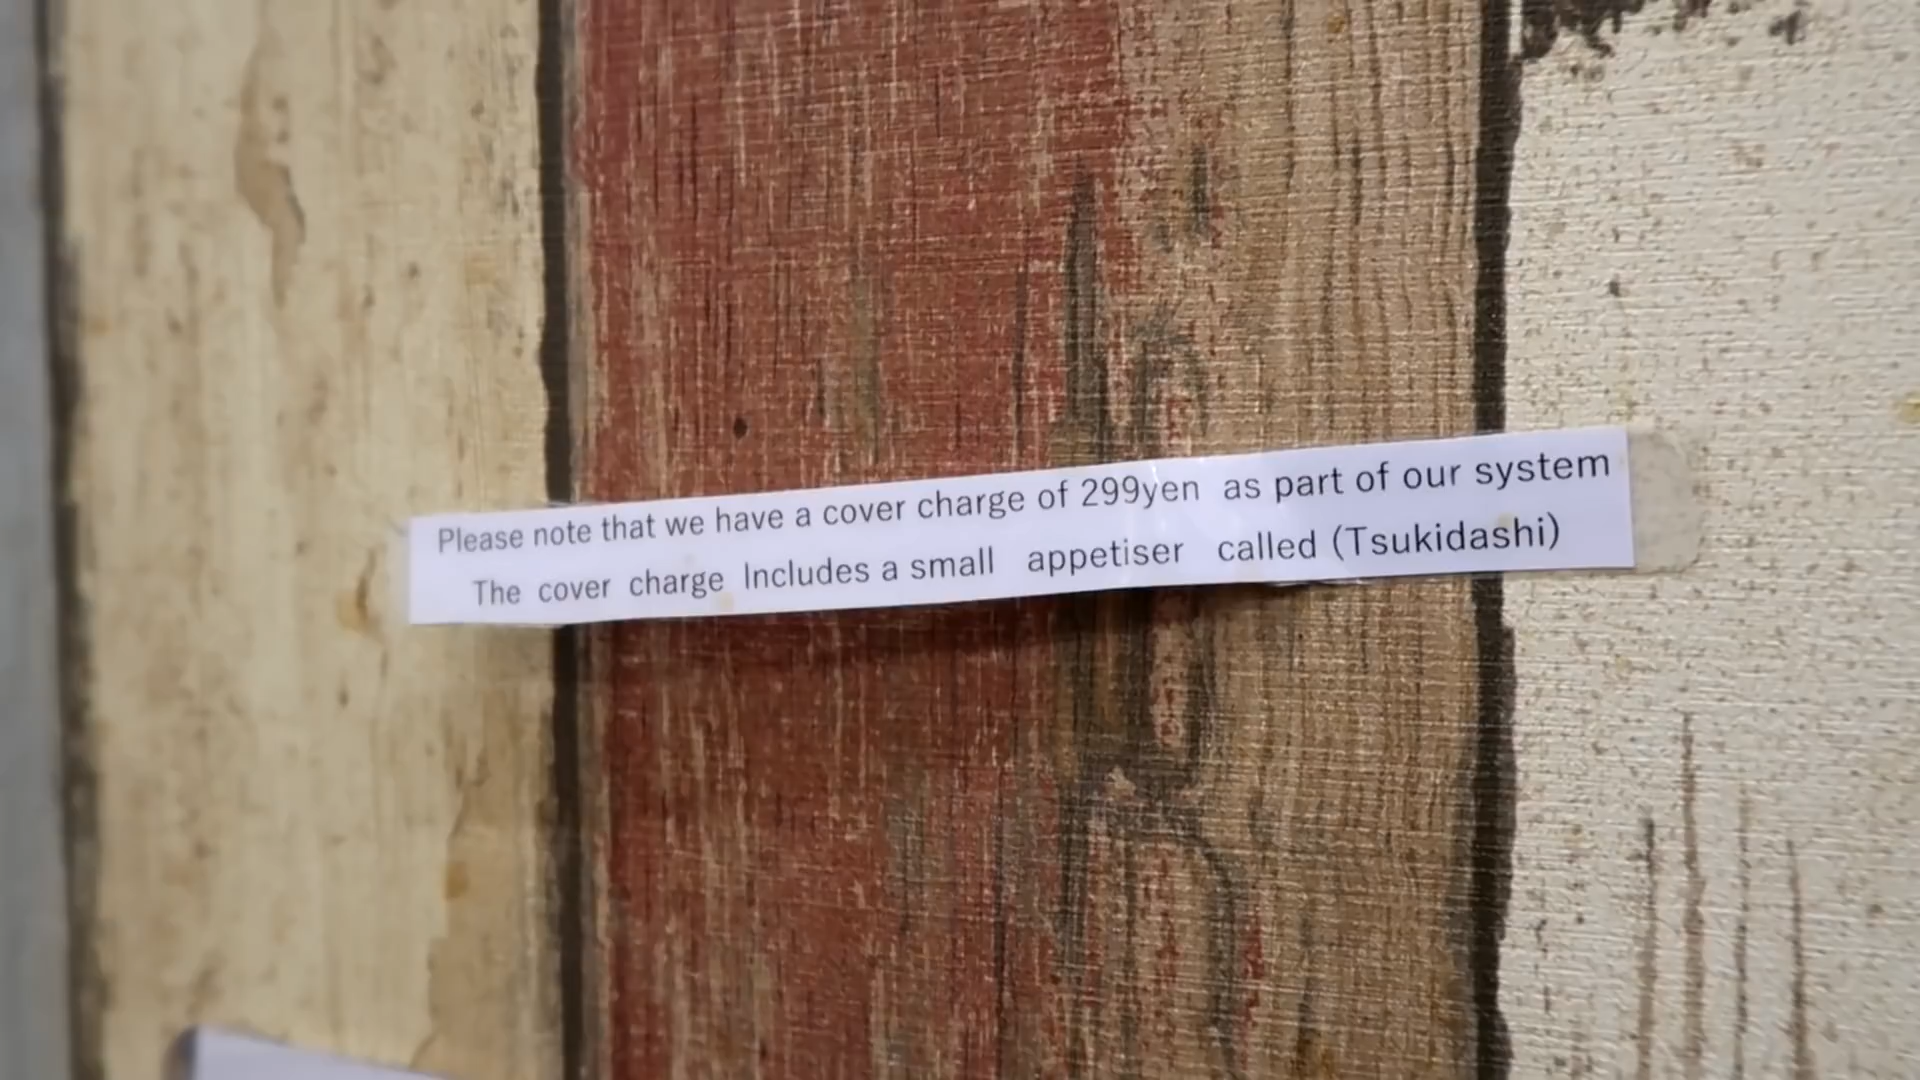 Please note that we have a cover charge of 299yen as part of our system
The cover charge Includes a small appetiser called (Tsukidashi)